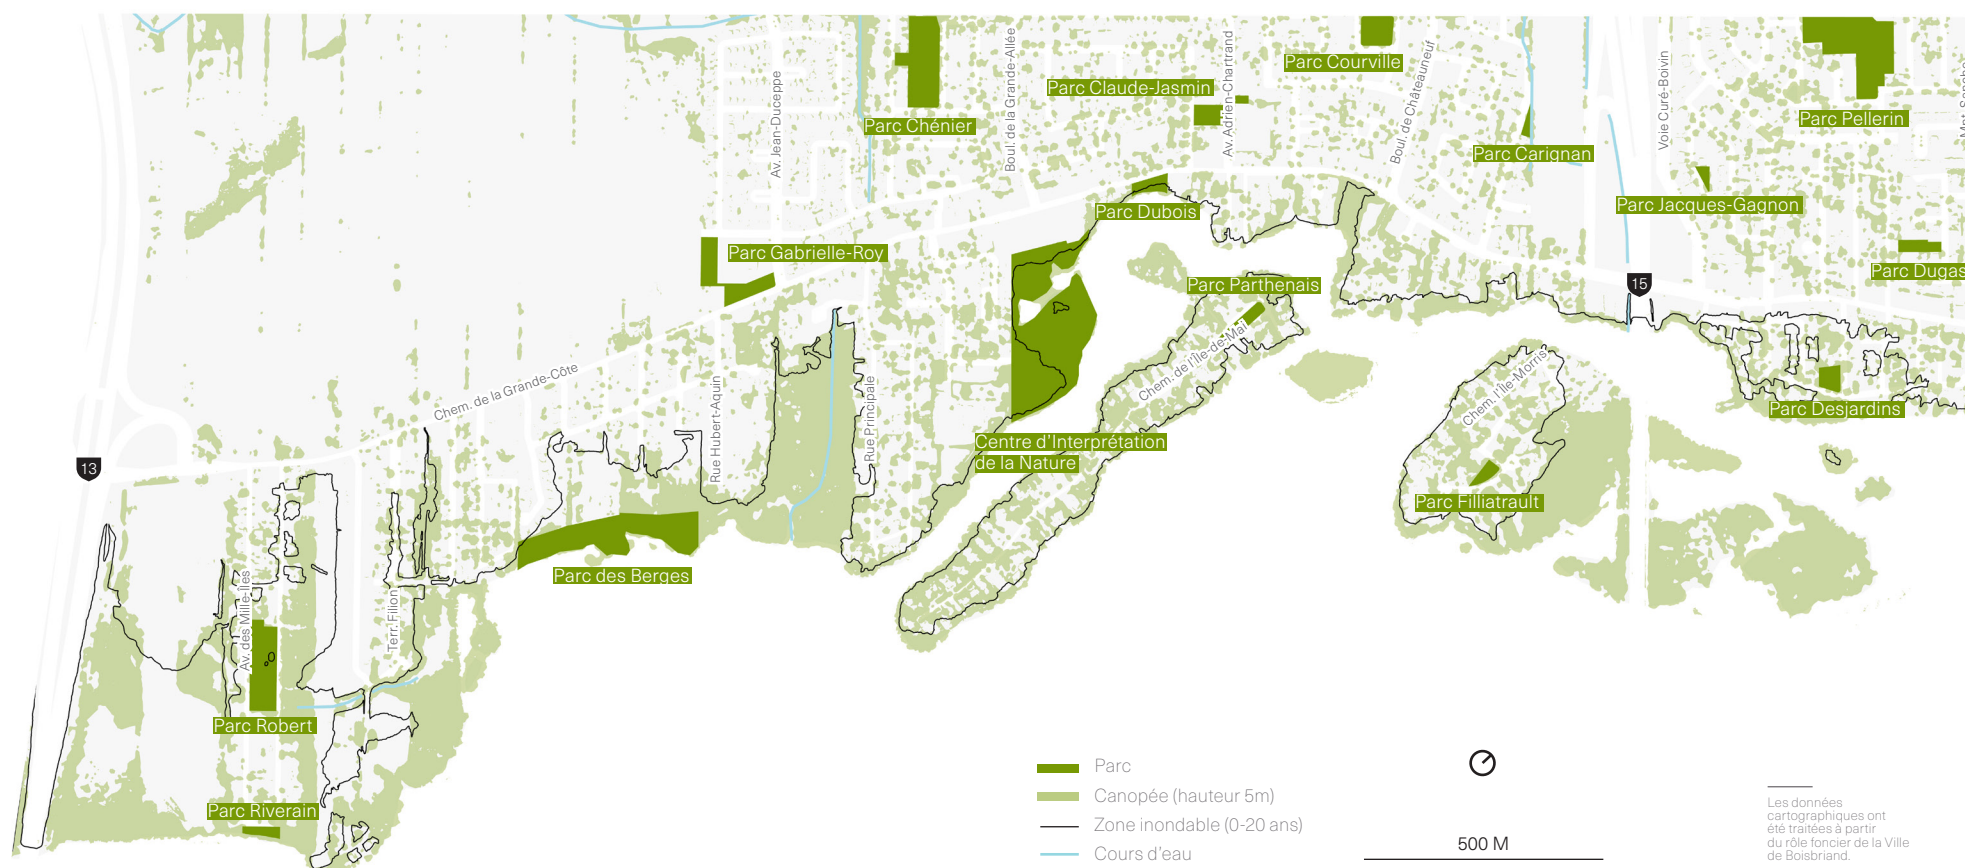 Parc Courville
Parc Claude-Jasmin
Parc Chénier
Parc Pellerin
Parc Carignan
Parc Jacques-Gagnon
Parc Dubois
Parc Gabrielle-Roy
Parc Dugas
Parc Parthenais
Parc Desjardins
Centre d'Interprétation
de la Nature
Parc Filliatrault
Parc des Berges
Parc Robert
Parc Riverain
Av. Jean-Duceppe
Boul. de la Grande-Allée
Av. Adrien-Chartrand
Boul. de Châteauneuf
Voie Curé-Boivin
Chem. de la Grande-Côte
Rue Hubert-Aquin
Rue Principale
Chem. de l'Île-de-Mai
Chem. l'Île-Morris
Av. des Mille-Îles
Terr. Filion
13
15
Parc
Canopée (hauteur 5m)
Zone inondable (0-20 ans)
Cours d'eau
500 M
Les données
cartographiques ont
été traitées à partir
du rôle foncier de la Ville
de Boisbriand.